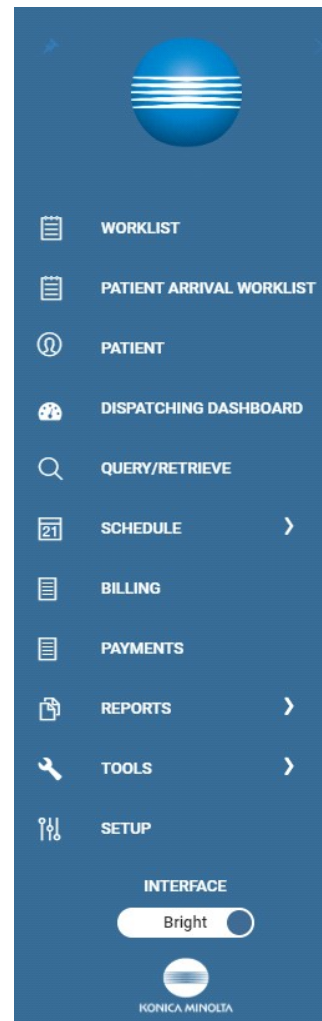 WORKLIST
PATIENT ARRIVAL WORKLIST
PATIENT
DISPATCHING DASHBOARD
QUERY/RETRIEVE
21
SCHEDULE
BILLING
PAYMENTS
REPORTS
TOOLS
SETUP
INTERFACE
Bright
KONICA MINOLTA